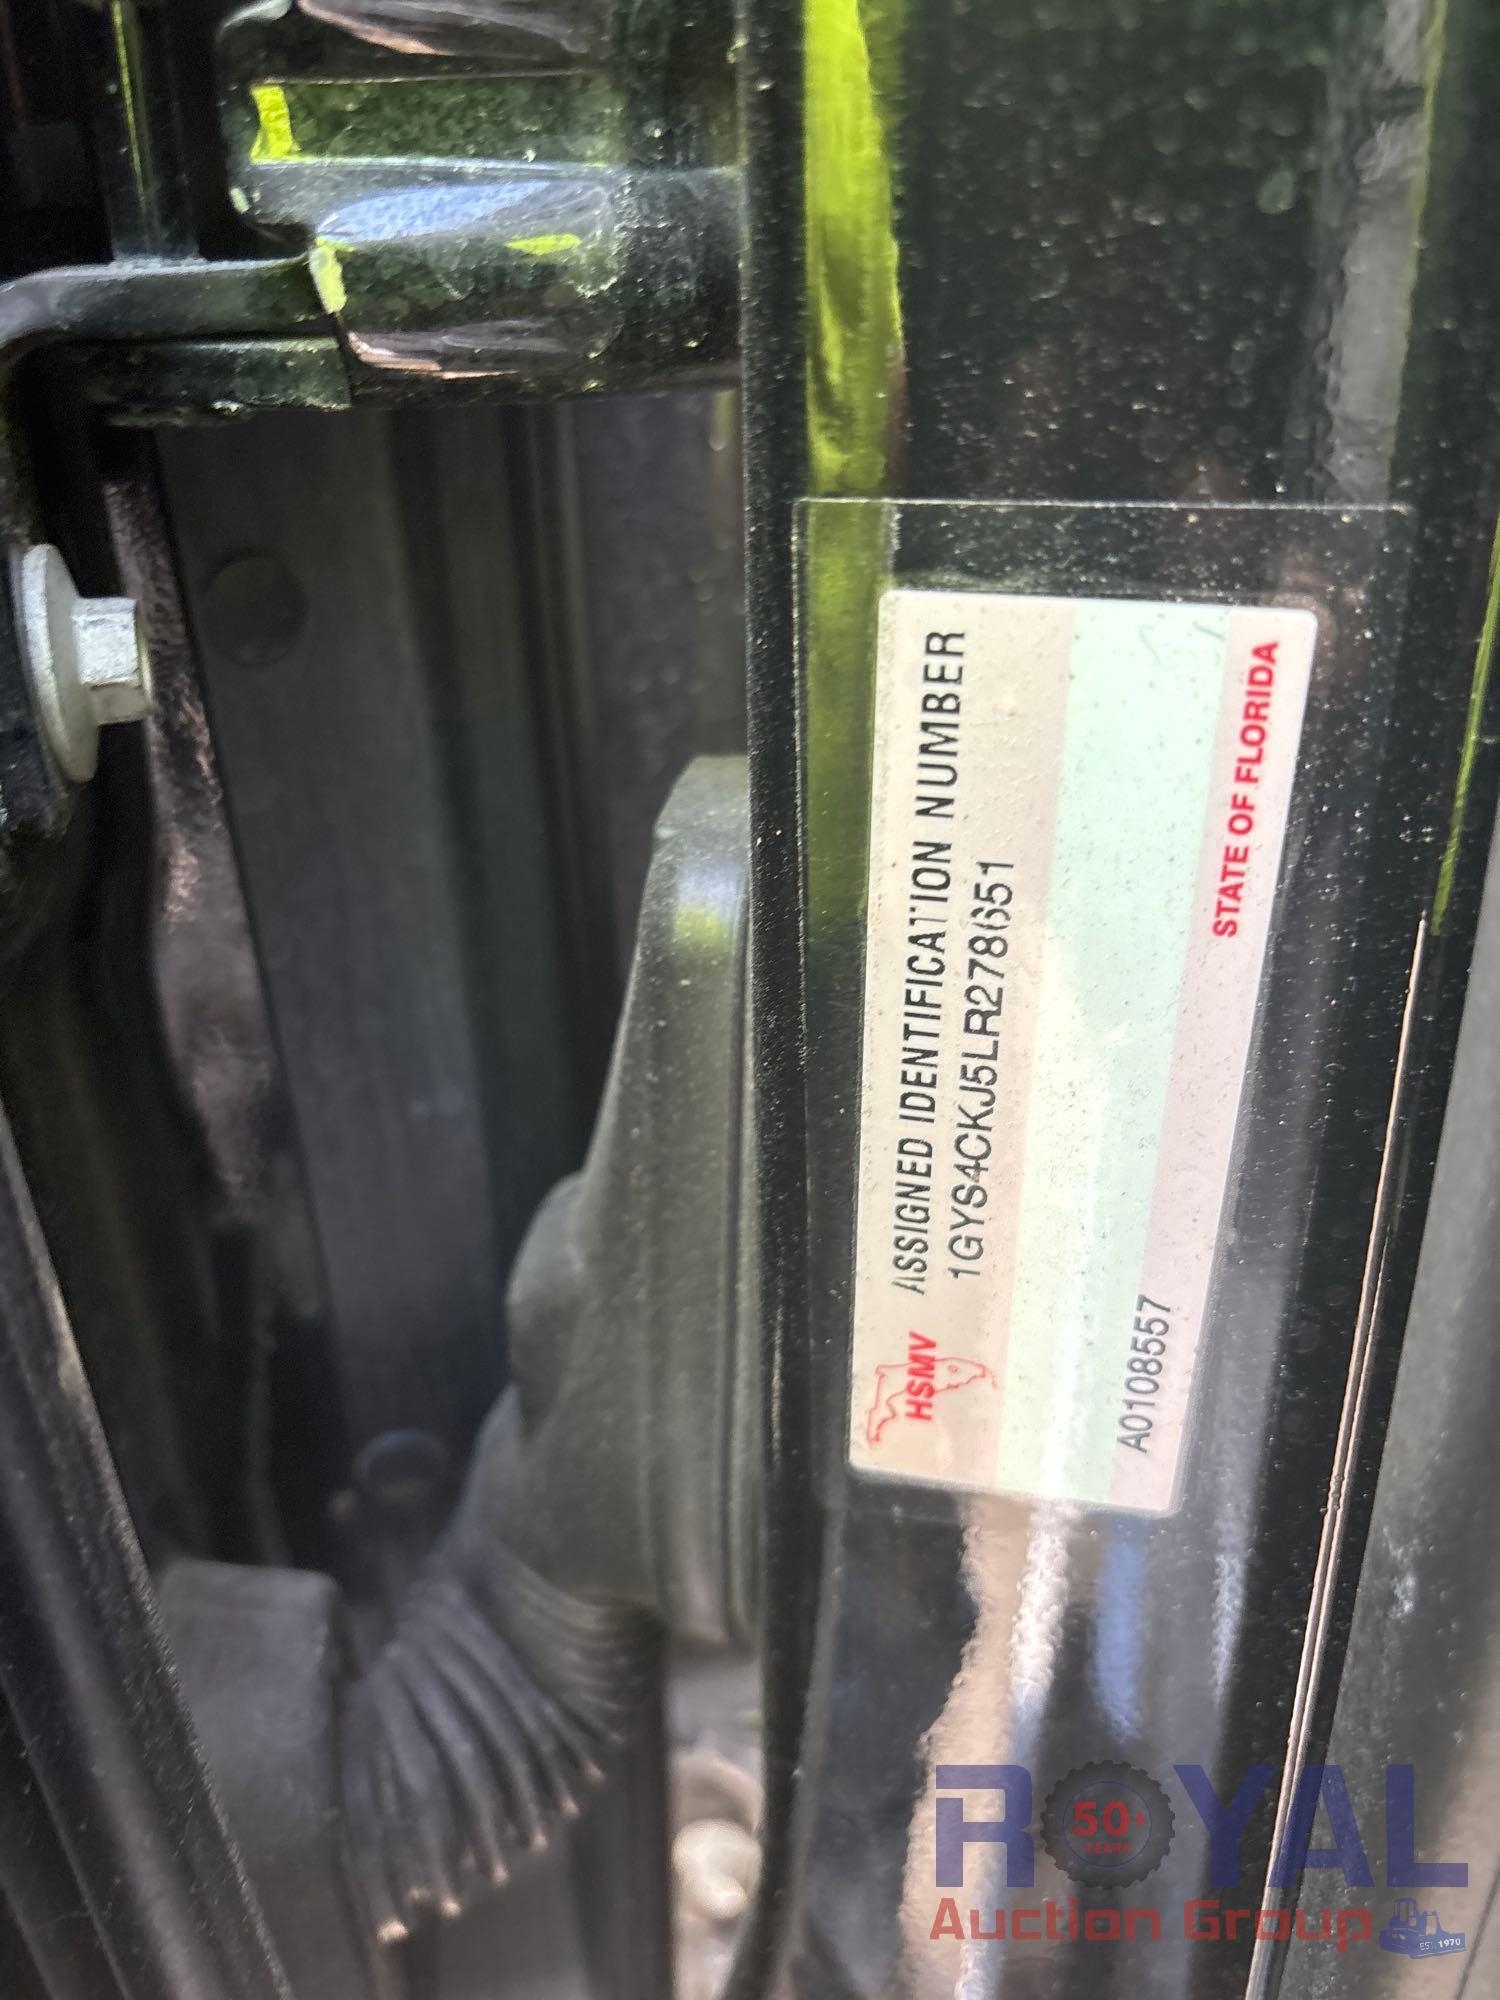 ASSIGNED IDENTIFICATION NUMBER
1GYS4CKJ5LR278651
HSMV
A0108557
STATE OF FLORIDA
ROYAL
50+
YEARS
Auction Group
EST. 1970